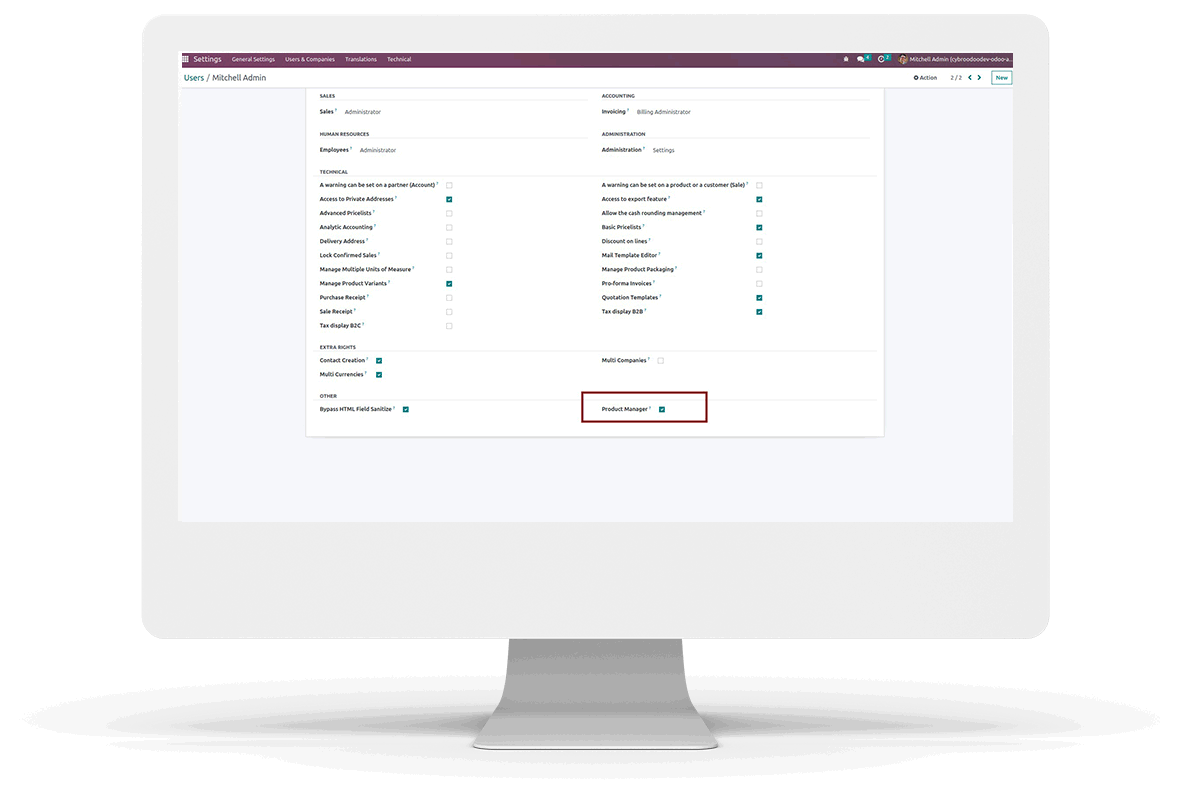 Settings General Settings Users & Companies Translations Technical Mitchell Admin (cybroodoodev-odoo-a...
Users / Mitchell Admin Action 2 / 2 New
SALES ACCOUNTING
Sales ? Administrator Invoicing ? Billing Administrator
HUMAN RESOURCES ADMINISTRATION
Employees ? Administrator Administration ? Settings
TECHNICAL
A warning can be set on a partner (Account) ? A warning can be set on a product or a customer (Sale) ?
Access to Private Addresses ? Access to export feature ?
Advanced Pricelists ? Allow the cash rounding management ?
Analytic Accounting ? Basic Pricelists ?
Delivery Address ? Discount on lines ?
Lock Confirmed Sales ? Mail Template Editor ?
Manage Multiple Units of Measure ? Manage Product Packaging ?
Manage Product Variants ? Pro-forma Invoices ?
Purchase Receipt ? Quotation Templates ?
Sale Receipt ? Tax display B2B ?
Tax display B2C ?
EXTRA RIGHTS
Contact Creation ? Multi Companies ?
Multi Currencies ?
OTHER
Bypass HTML Field Sanitize ? Product Manager ?